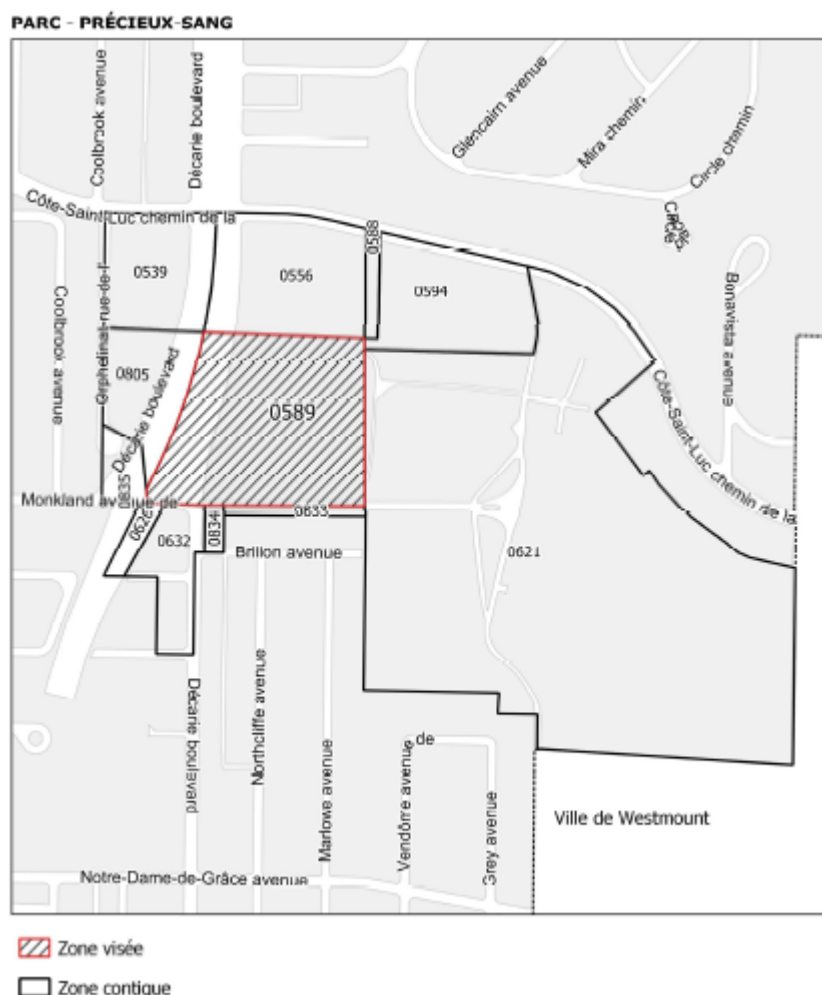 PARC - PRÉCIEUX-SANG
Coolbrook avenue
Décarie boulevard
Glencairn avenue
Mira chemin
Circle chemin
Côte-Saint-Luc chemin de la
0588
Circle
0539
0556
0594
Bonavista avenue
Coolbrook avenue
Orphelinat rue-de-l'
0805
Décarie boulevard
0589
Côte-Saint-Luc chemin de la
0835
Monkland avenue de
0632
0834
0633
Brillon avenue
0621
Décarie boulevard
Northcliffe avenue
Marlowe avenue
Vendôme avenue de
Grey avenue
Ville de Westmount
Notre-Dame-de-Grâce avenue
Zone visée
Zone contigue